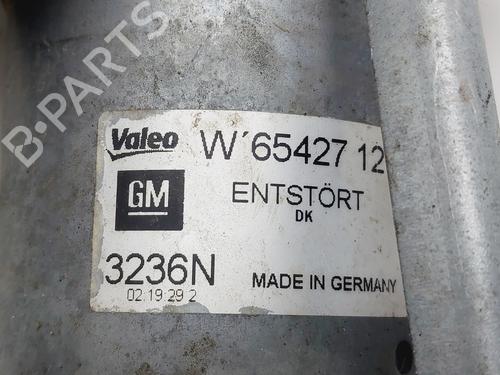 B-PARTS
Valeo W´65427 12
GM ENTSTÖRT
DK
3236N MADE IN GERMANY
02 19 29 2